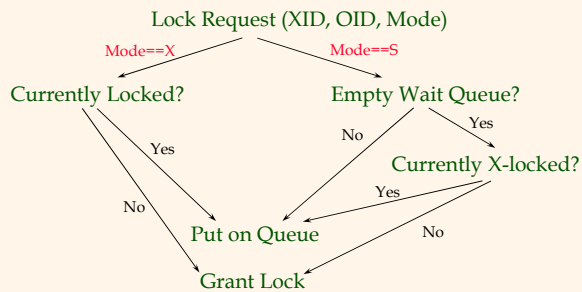 Lock Request (XID, OID, Mode)
Mode==X
Mode==S
Currently Locked?
Empty Wait Queue?
Yes
No
Yes
Currently X-locked?
No
Yes
Put on Queue
No
Grant Lock